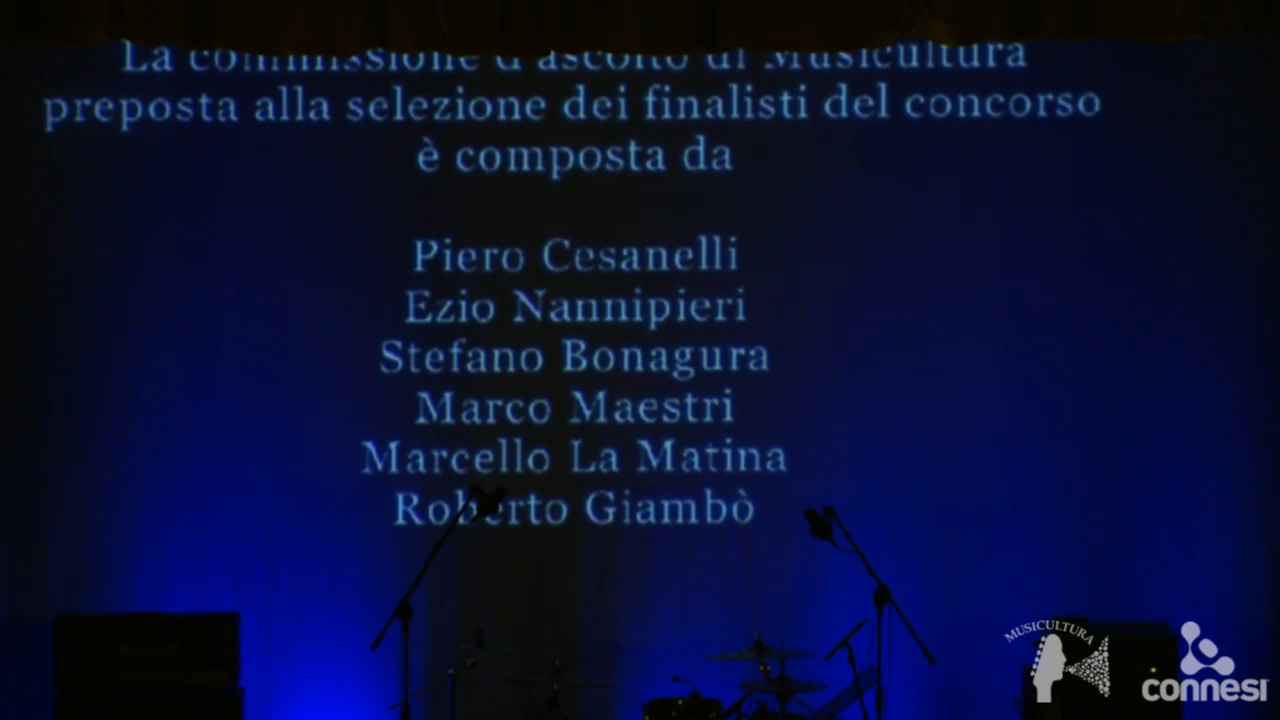 La commissione d'ascolto di Musicultura
preposta alla selezione dei finalisti del concorso
è composta da
Piero Cesanelli
Ezio Nannipieri
Stefano Bonagura
Marco Maestri
Marcello La Matina
Roberto Giambò
Marshall
MUSICULTURA
connesi